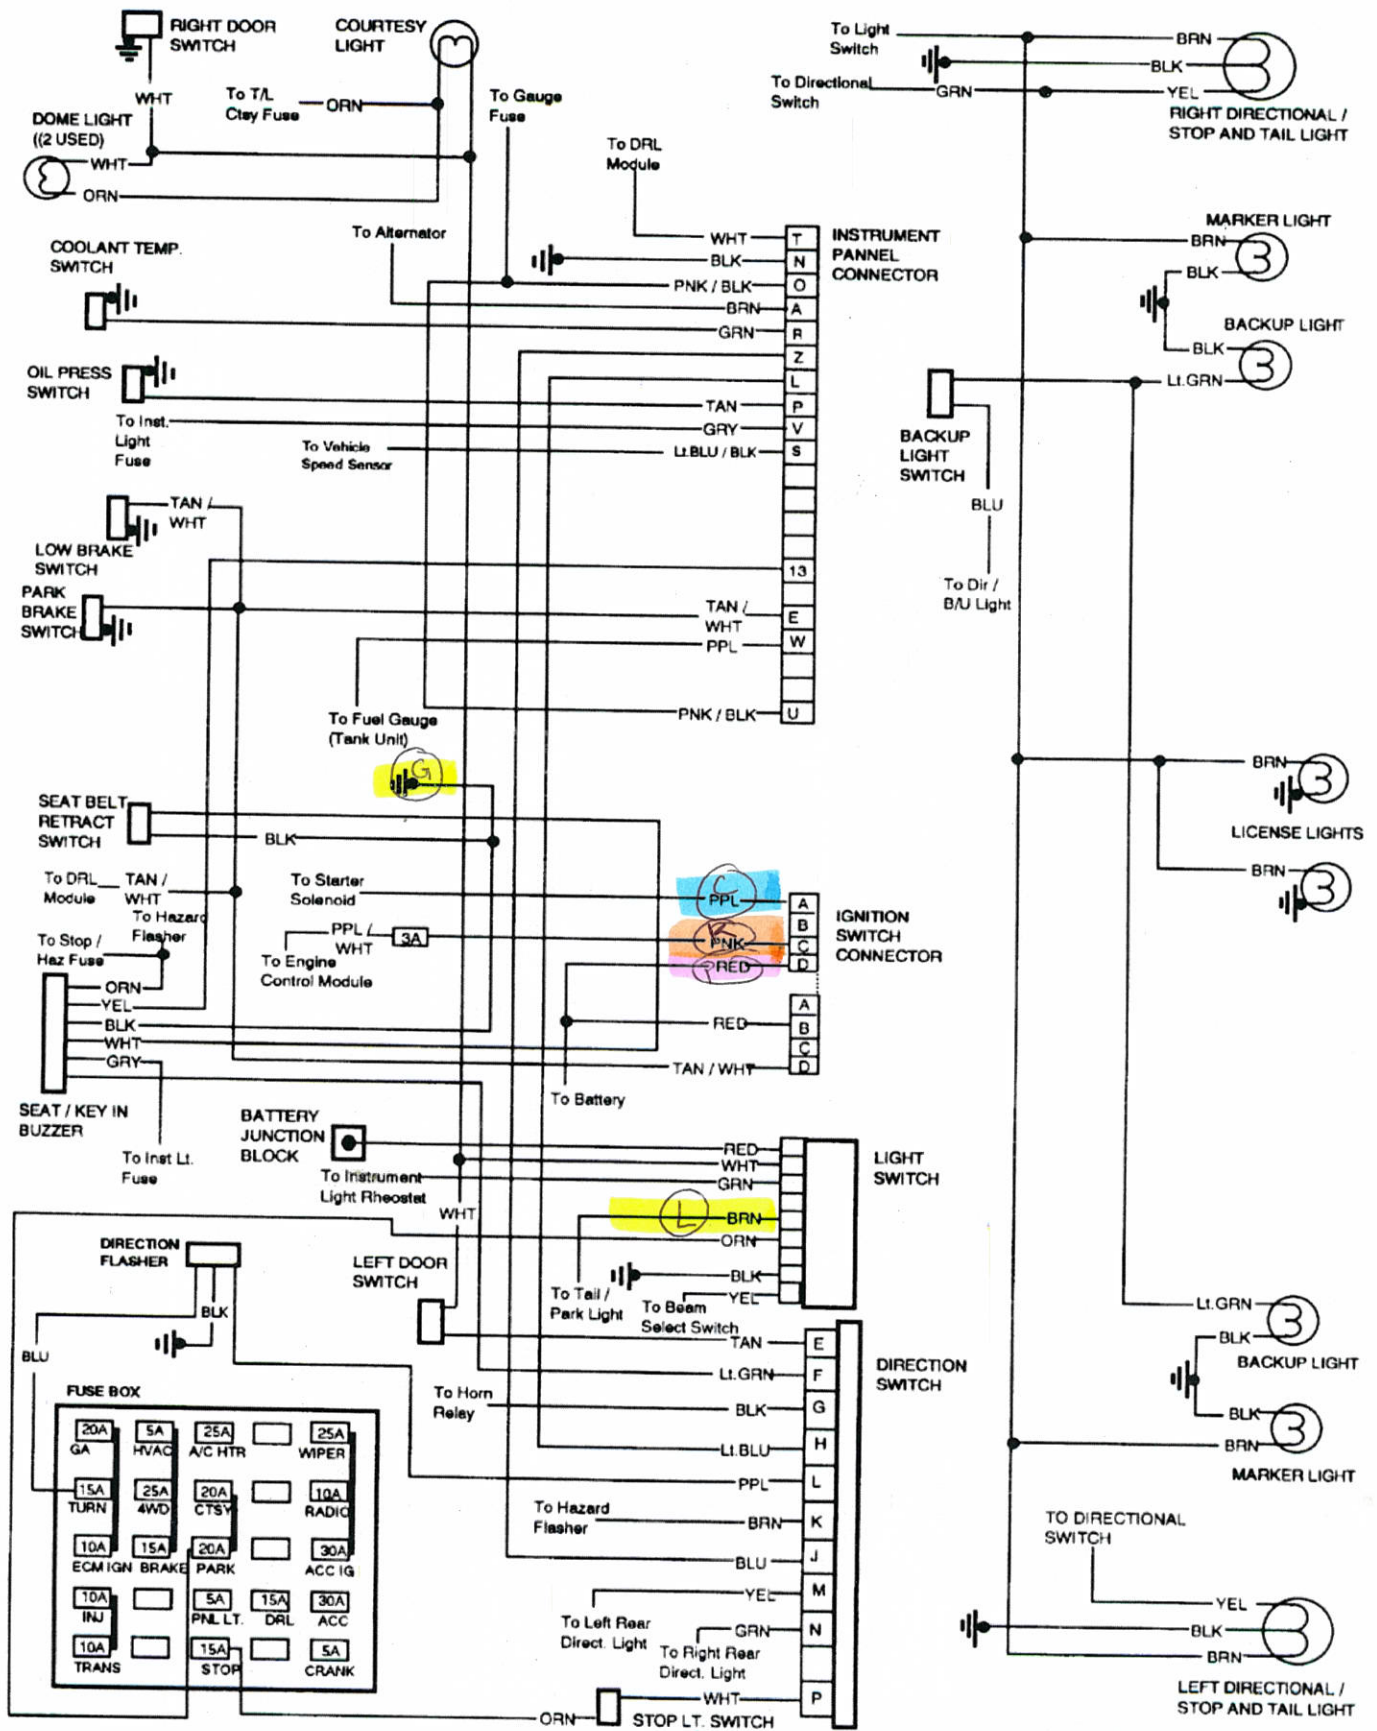 RIGHT DOOR
SWITCH
COURTESY
LIGHT
WHT
To T/L
Ctsy Fuse
ORN
To Gauge
Fuse
DOME LIGHT
((2 USED)
WHT
ORN
To DRL
Module
To Alternator
COOLANT TEMP.
SWITCH
OIL PRESS
SWITCH
To Inst.
Light
Fuse
To Vehicle
Speed Sensor
WHT T
BLK N
PNK / BLK O
BRN A
GRN R
Z
L
TAN P
GRY V
Lt.BLU / BLK S
INSTRUMENT
PANNEL
CONNECTOR
TAN /
WHT
LOW BRAKE
SWITCH
PARK
BRAKE
SWITCH
13
TAN /
WHT E
PPL W
PNK / BLK U
To Fuel Gauge
(Tank Unit)
G
SEAT BELT
RETRACT
SWITCH
BLK
To DRL
Module
TAN /
WHT
To Hazard
Flasher
To Stop /
Haz Fuse
To Starter
Solenoid
PPL /
WHT
3A
To Engine
Control Module
C
PPL A
B
R
PNK C
P
RED D
IGNITION
SWITCH
CONNECTOR
A
RED B
C
TAN / WHT D
To Battery
ORN
YEL
BLK
WHT
GRY
SEAT / KEY IN
BUZZER
To Inst Lt.
Fuse
BATTERY
JUNCTION
BLOCK
To Instrument
Light Rheostat
WHT
RED
WHT
GRN
L
BRN
ORN
BLK
YEL
LIGHT
SWITCH
To Tail /
Park Light
To Beam
Select Switch
DIRECTION
FLASHER
BLK
BLU
LEFT DOOR
SWITCH
To Horn
Relay
TAN E
Lt.GRN F
BLK G
Lt.BLU H
PPL L
BRN K
BLU J
YEL M
GRN N
WHT P
DIRECTION
SWITCH
To Hazard
Flasher
To Left Rear
Direct. Light
To Right Rear
Direct. Light
ORN
STOP LT. SWITCH
FUSE BOX
20A 5A 25A 25A
GA HVAC A/C HTR WIPER
15A 25A 20A 10A
TURN 4WD CTSY RADIO
10A 15A 20A 30A
ECM IGN BRAKE PARK ACC IG
10A 5A 15A 30A
INJ PNL LT. DRL ACC
10A 15A 5A
TRANS STOP CRANK
To Light
Switch
BRN
BLK
To Directional
Switch
GRN
YEL
RIGHT DIRECTIONAL /
STOP AND TAIL LIGHT
MARKER LIGHT
BRN
BLK
BACKUP LIGHT
BLK
Lt.GRN
BACKUP
LIGHT
SWITCH
BLU
To Dir /
B/U Light
BRN
LICENSE LIGHTS
BRN
Lt.GRN
BLK
BACKUP LIGHT
BLK
BRN
MARKER LIGHT
TO DIRECTIONAL
SWITCH
YEL
BLK
BRN
LEFT DIRECTIONAL /
STOP AND TAIL LIGHT